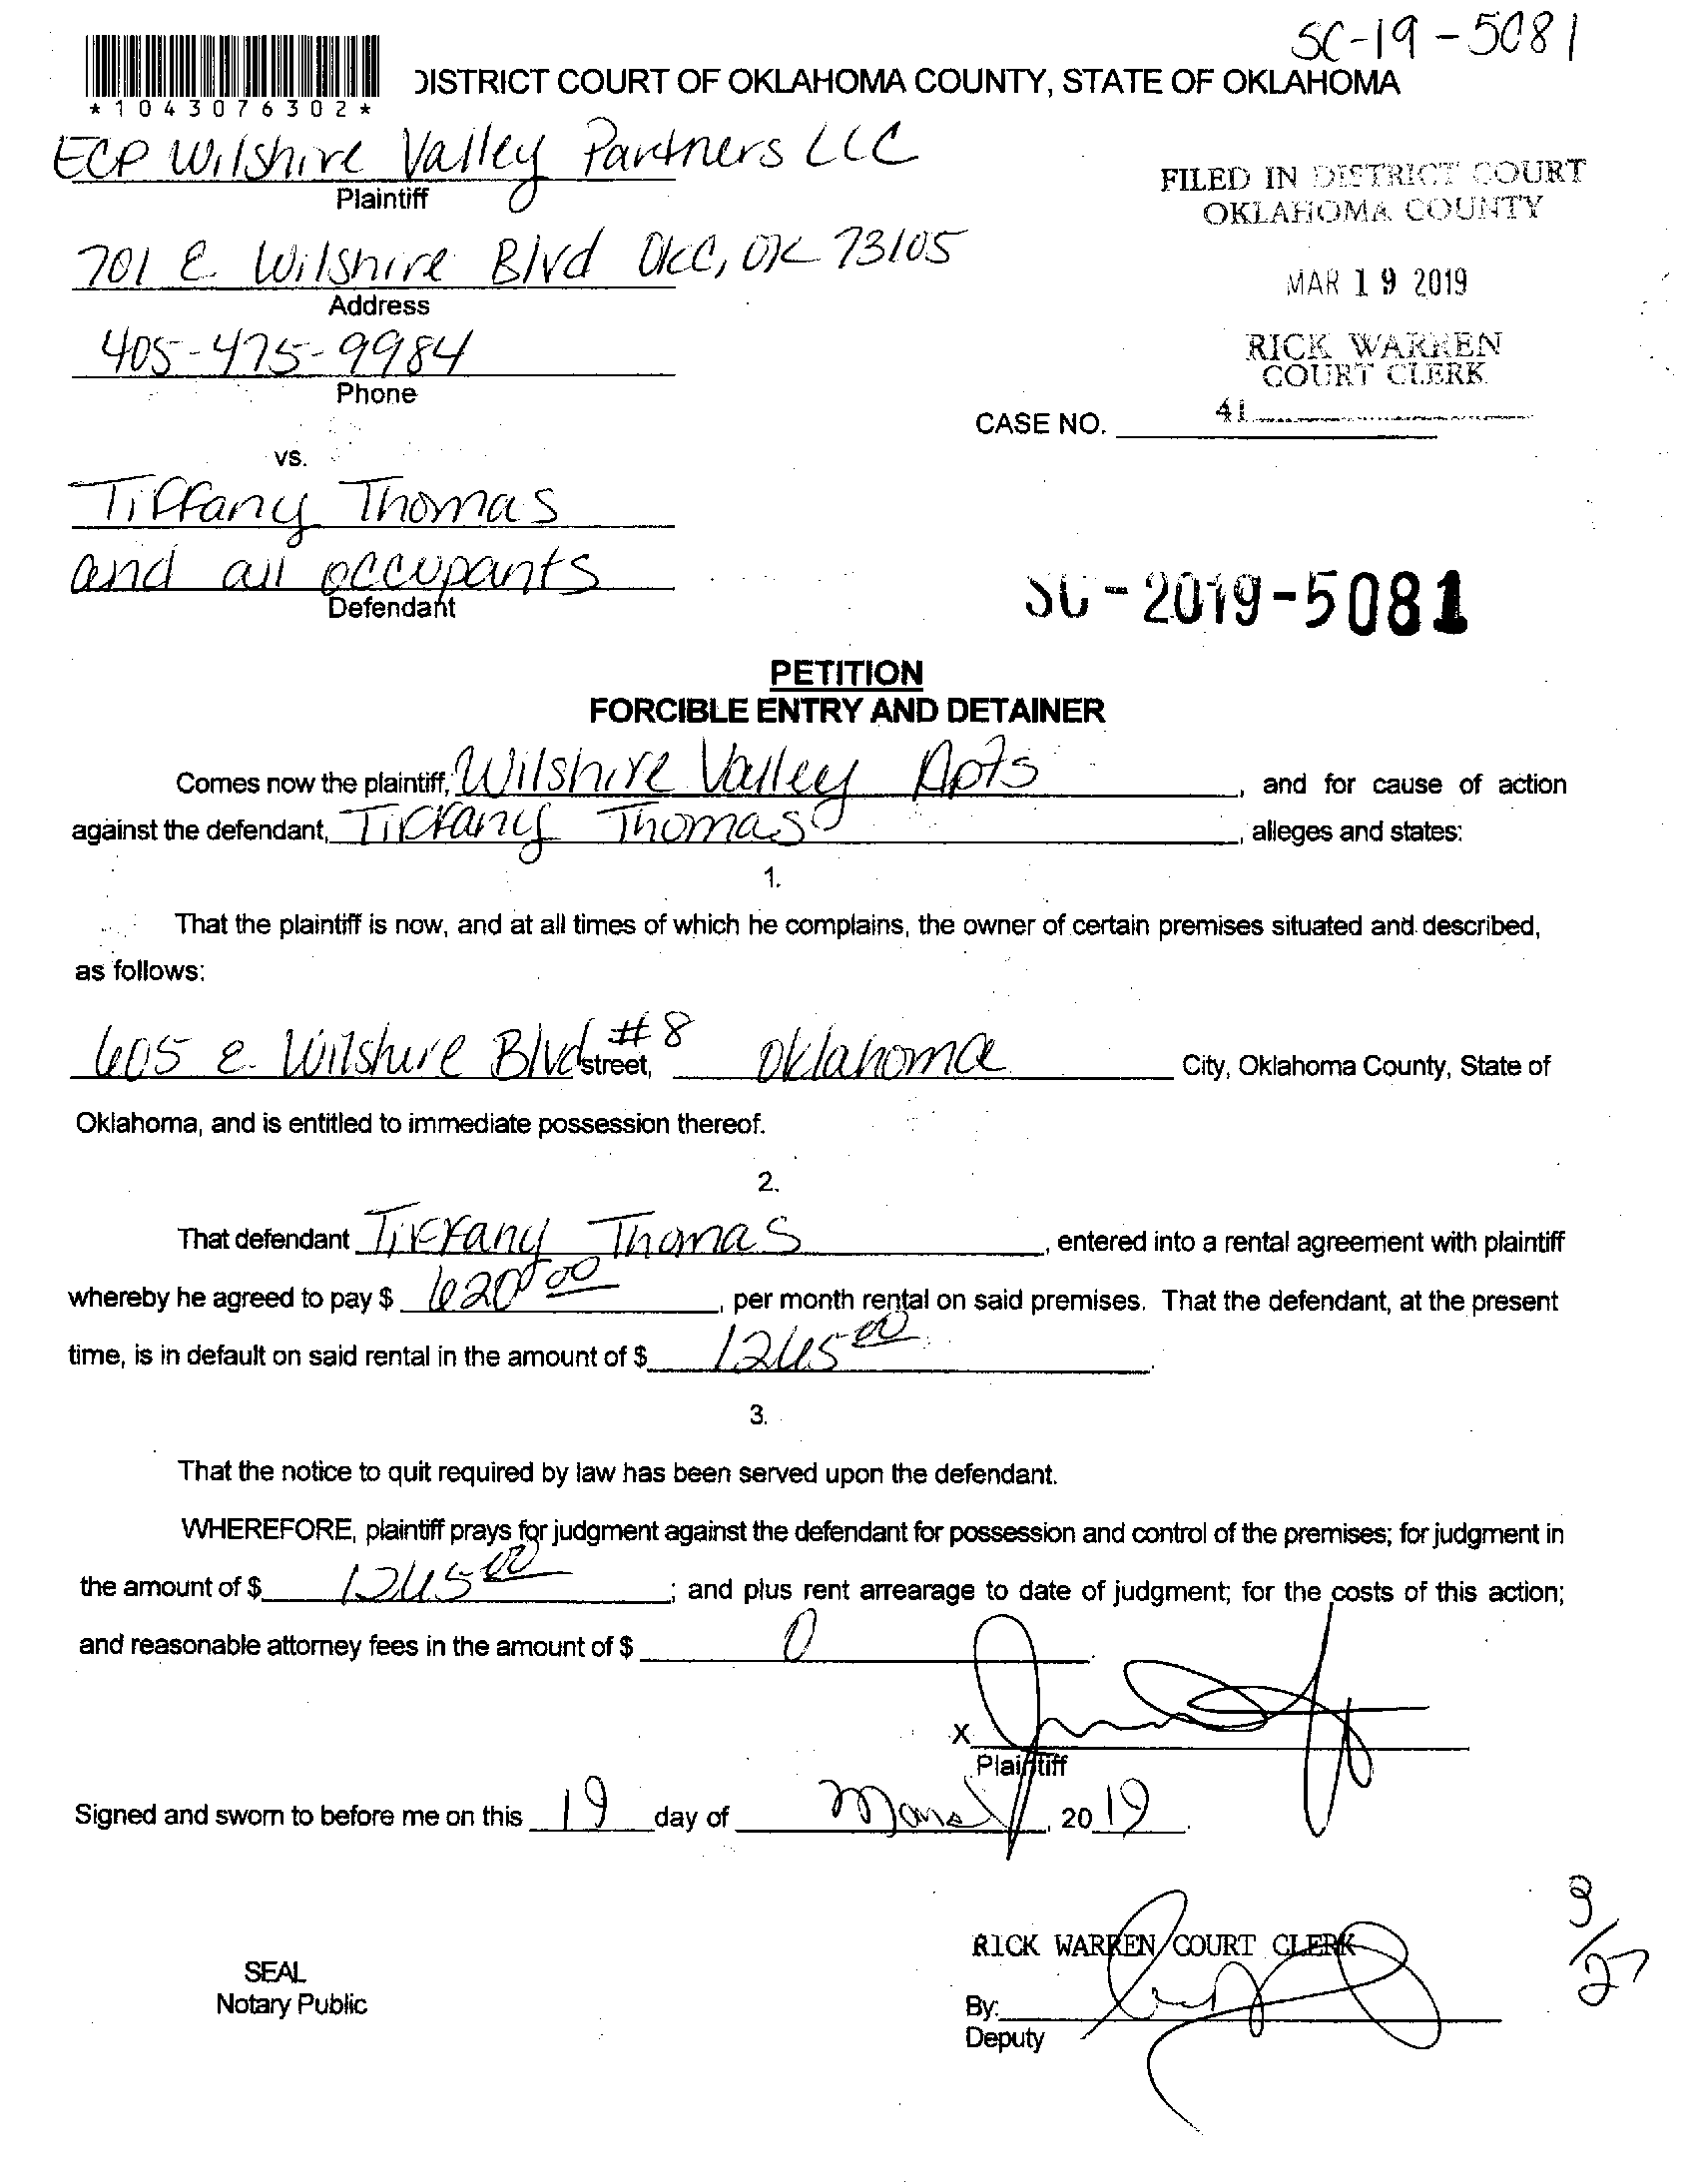 SC-19-5081
*1043076302*
DISTRICT COURT OF OKLAHOMA COUNTY, STATE OF OKLAHOMA
ECP Wilshire Valley Partners LLC
Plaintiff
FILED IN DISTRICT COURT
OKLAHOMA COUNTY
701 E. Wilshire Blvd OKC, OK 73105
Address
MAR 19 2019
405-475-9984
Phone
RICK WARREN
COURT CLERK
41
CASE NO.
vs.
Tiffany Thomas
and all occupants
Defendant
SC-2019-5081
PETITION
FORCIBLE ENTRY AND DETAINER
Comes now the plaintiff, Wilshire Valley Apts, and for cause of action
against the defendant, Tiffany Thomas, alleges and states:
1.
That the plaintiff is now, and at all times of which he complains, the owner of certain premises situated and described,
as follows:
605 E. Wilshire Blvd #8 street, Oklahoma City, Oklahoma County, State of
Oklahoma, and is entitled to immediate possession thereof.
2.
That defendant Tiffany Thomas, entered into a rental agreement with plaintiff
whereby he agreed to pay $ 620.00, per month rental on said premises. That the defendant, at the present
time, is in default on said rental in the amount of $ 1265.00.
3.
That the notice to quit required by law has been served upon the defendant.
WHEREFORE, plaintiff prays for judgment against the defendant for possession and control of the premises; for judgment in
the amount of $ 1265.00; and plus rent arrearage to date of judgment; for the costs of this action;
and reasonable attorney fees in the amount of $ 0.
X
Plaintiff
Signed and sworn to before me on this 19 day of March, 2019.
3/27
RICK WARREN COURT CLERK
SEAL
Notary Public
By:
Deputy